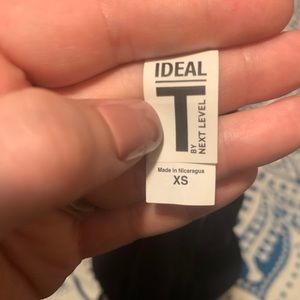 IDEAL
T
BY
NEXT LEVEL
Made in Nicaragua
XS